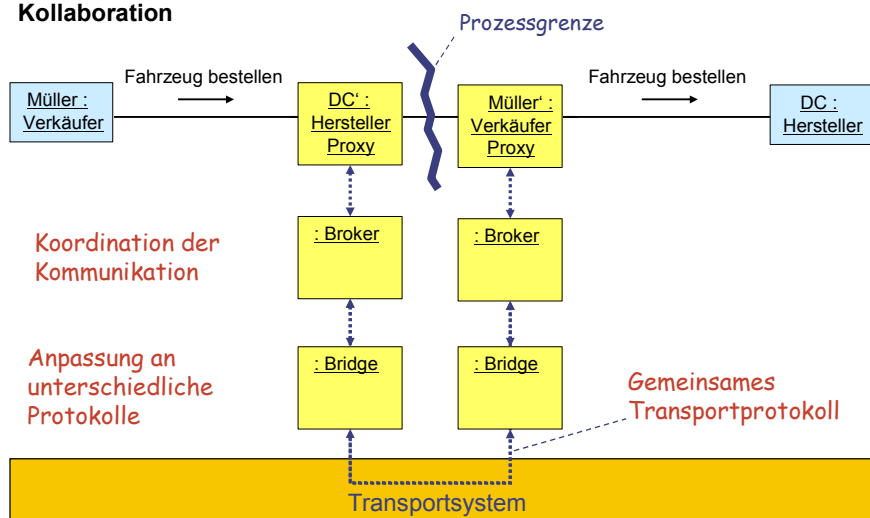 Kollaboration
Prozessgrenze
Fahrzeug bestellen
Fahrzeug bestellen
Müller :
Verkäufer
DC‘ :
Hersteller
Proxy
Müller‘ :
Verkäufer
Proxy
DC :
Hersteller
Koordination der
Kommunikation
: Broker
: Broker
Anpassung an
unterschiedliche
Protokolle
: Bridge
: Bridge
Gemeinsames
Transportprotokoll
Transportsystem